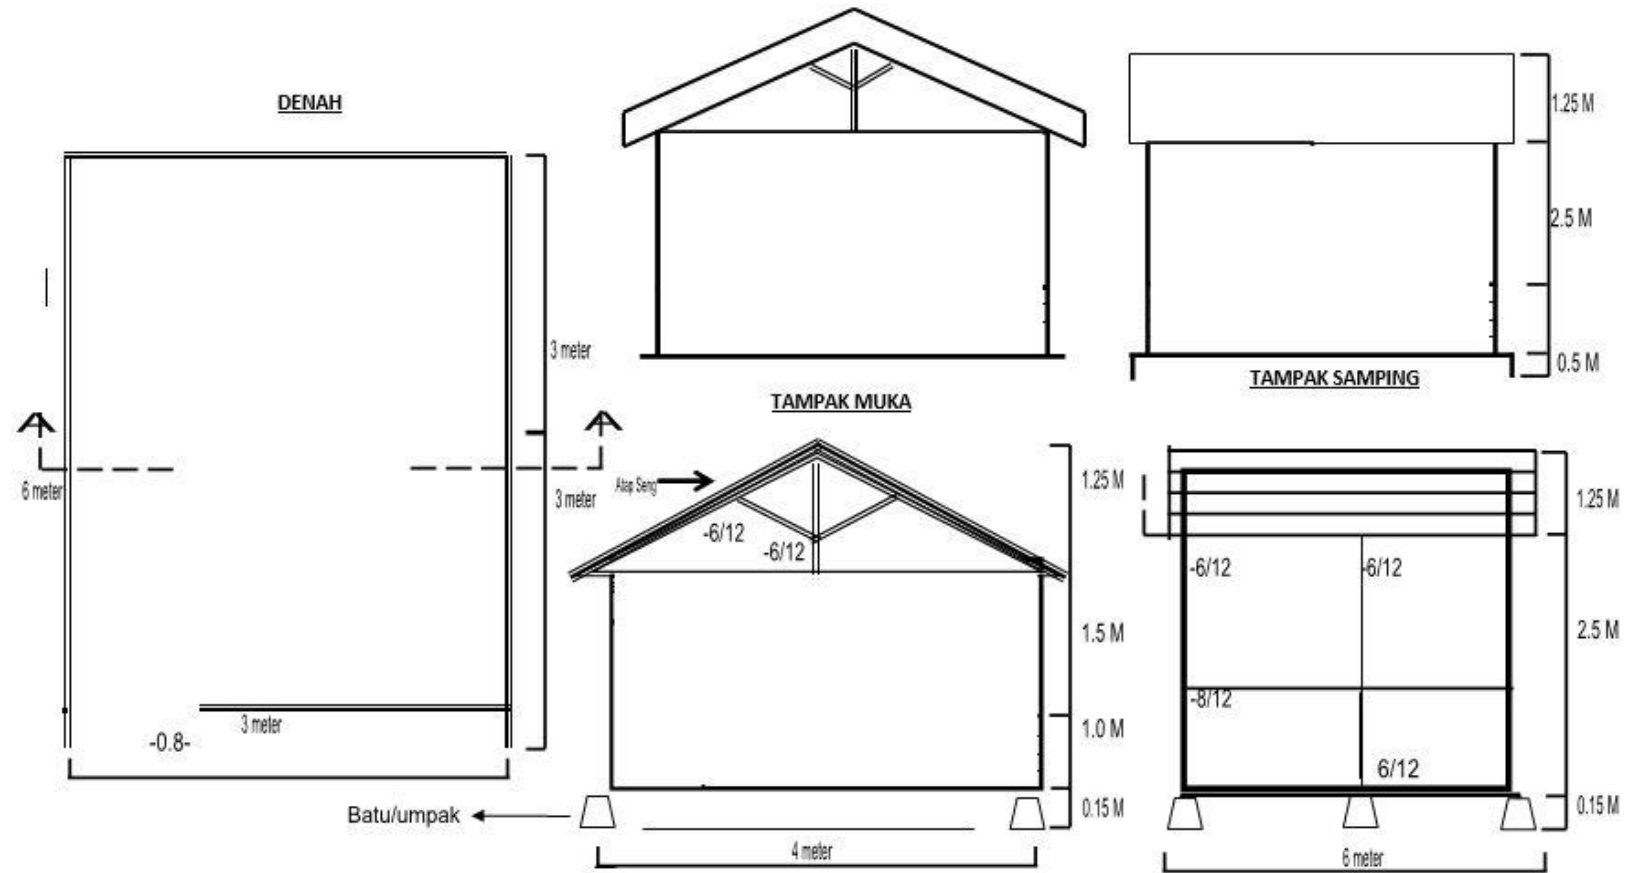 DENAH
3 meter
A
A
6 meter
3 meter
3 meter
-0.8-
TAMPAK MUKA
1.25 M
2.5 M
0.5 M
TAMPAK SAMPING
Atap Seng
-6/12
-6/12
1.25 M
1.5 M
1.0 M
0.15 M
Batu/umpak
4 meter
-6/12
-6/12
-8/12
6/12
1.25 M
2.5 M
0.15 M
6 meter